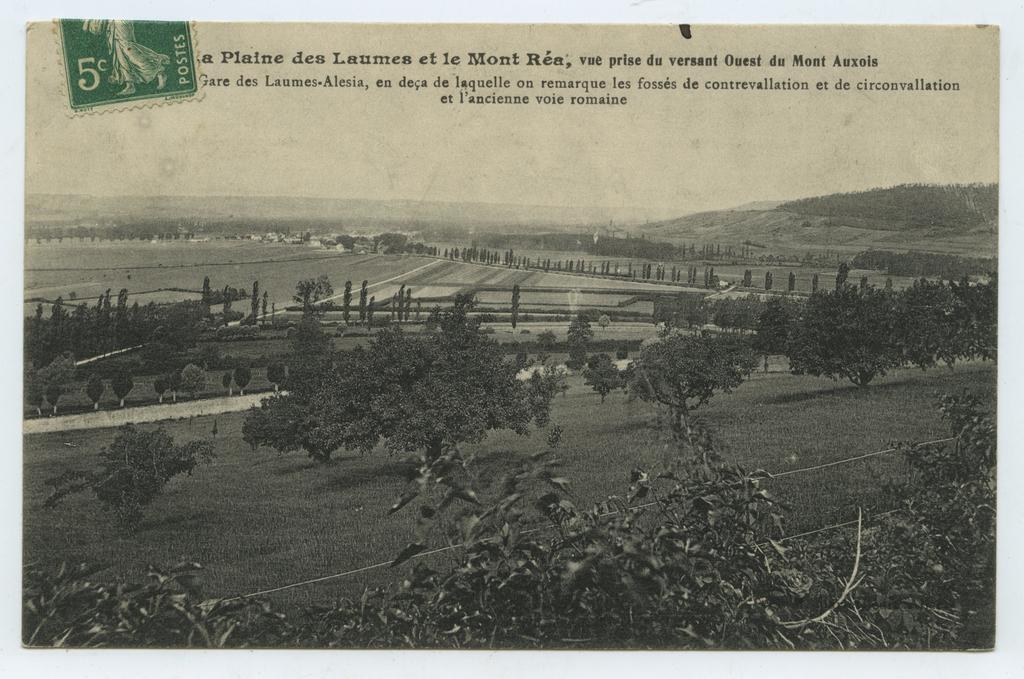 a Plaine des Laumes et le Mont Réa, vue prise du versant Ouest du Mont Auxois
Gare des Laumes-Alesia, en deça de laquelle on remarque les fossés de contrevallation et de circonvallation
et l'ancienne voie romaine
5c
POSTES